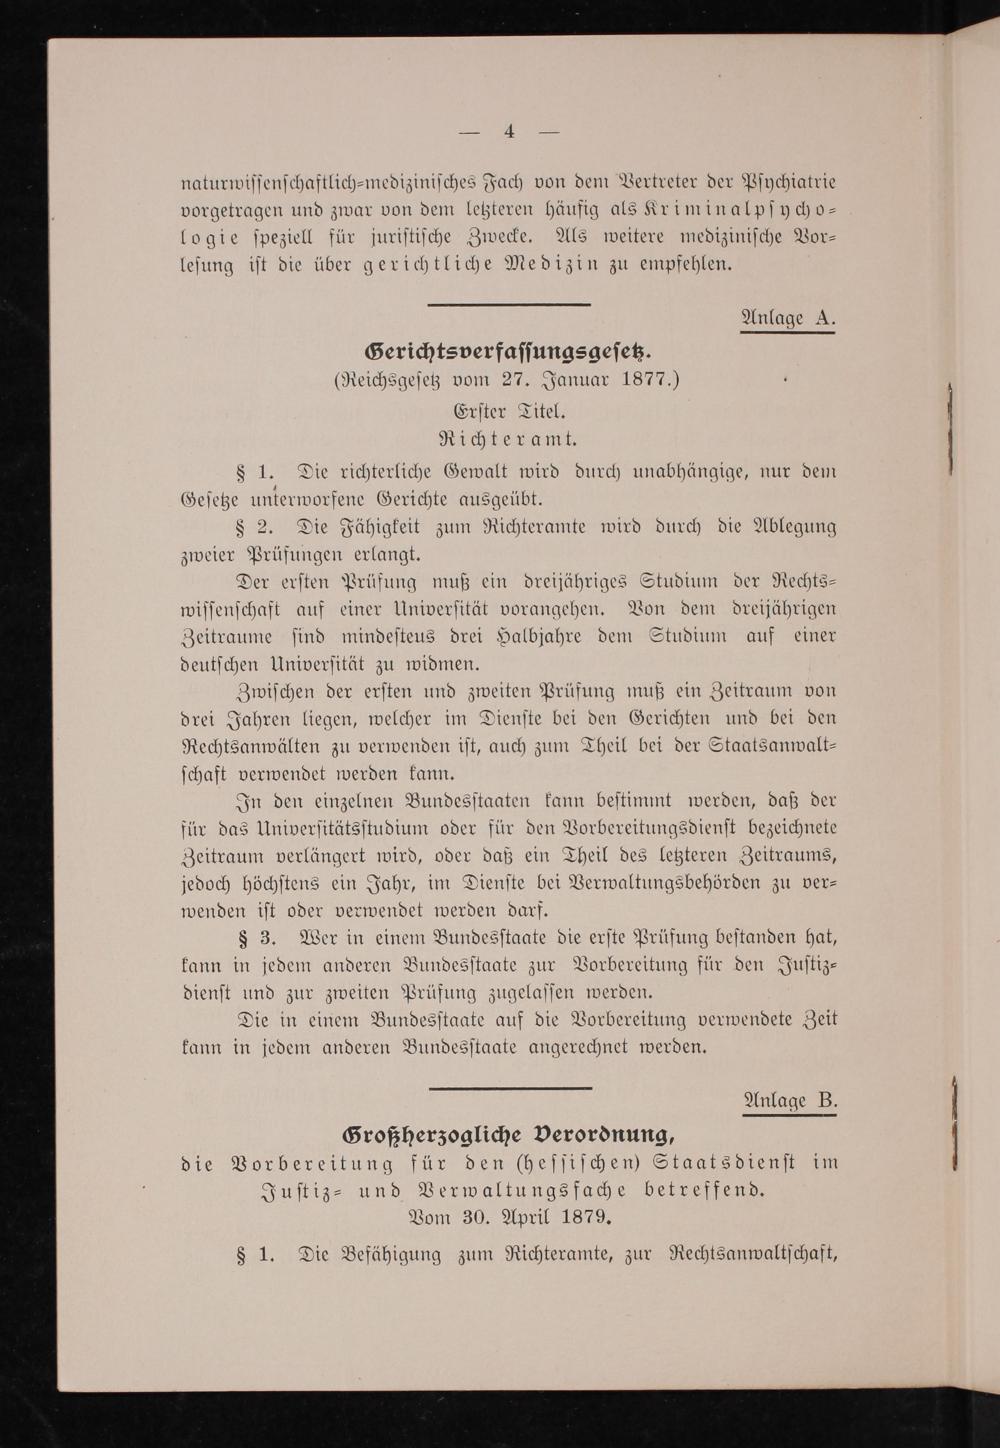 — 4 —
naturwissenschaftlich-medizinisches Fach von dem Vertreter der Psychiatrie
vorgetragen und zwar von dem letzteren häufig als Kriminalpsycho-
logie speziell für juristische Zwecke. Als weitere medizinische Vor-
lesung ist die über gerichtliche Medizin zu empfehlen.
Anlage A.
Gerichtsverfassungsgesetz.
(Reichsgesetz vom 27. Januar 1877.)
Erster Titel.
Richteramt.
§ 1. Die richterliche Gewalt wird durch unabhängige, nur dem
Gesetze unterworfene Gerichte ausgeübt.
§ 2. Die Fähigkeit zum Richteramte wird durch die Ablegung
zweier Prüfungen erlangt.
Der ersten Prüfung muß ein dreijähriges Studium der Rechts-
wissenschaft auf einer Universität vorangehen. Von dem dreijährigen
Zeitraume sind mindestens drei Halbjahre dem Studium auf einer
deutschen Universität zu widmen.
Zwischen der ersten und zweiten Prüfung muß ein Zeitraum von
drei Jahren liegen, welcher im Dienste bei den Gerichten und bei den
Rechtsanwälten zu verwenden ist, auch zum Theil bei der Staatsanwalt-
schaft verwendet werden kann.
In den einzelnen Bundesstaaten kann bestimmt werden, daß der
für das Universitätsstudium oder für den Vorbereitungsdienst bezeichnete
Zeitraum verlängert wird, oder daß ein Theil des letzteren Zeitraums,
jedoch höchstens ein Jahr, im Dienste bei Verwaltungsbehörden zu ver-
wenden ist oder verwendet werden darf.
§ 3. Wer in einem Bundesstaate die erste Prüfung bestanden hat,
kann in jedem anderen Bundesstaate zur Vorbereitung für den Justiz-
dienst und zur zweiten Prüfung zugelassen werden.
Die in einem Bundesstaate auf die Vorbereitung verwendete Zeit
kann in jedem anderen Bundesstaate angerechnet werden.
Anlage B.
Großherzogliche Verordnung,
die Vorbereitung für den (hessischen) Staatsdienst im
Justiz- und Verwaltungsfache betreffend.
Vom 30. April 1879.
§ 1. Die Befähigung zum Richteramte, zur Rechtsanwaltschaft,